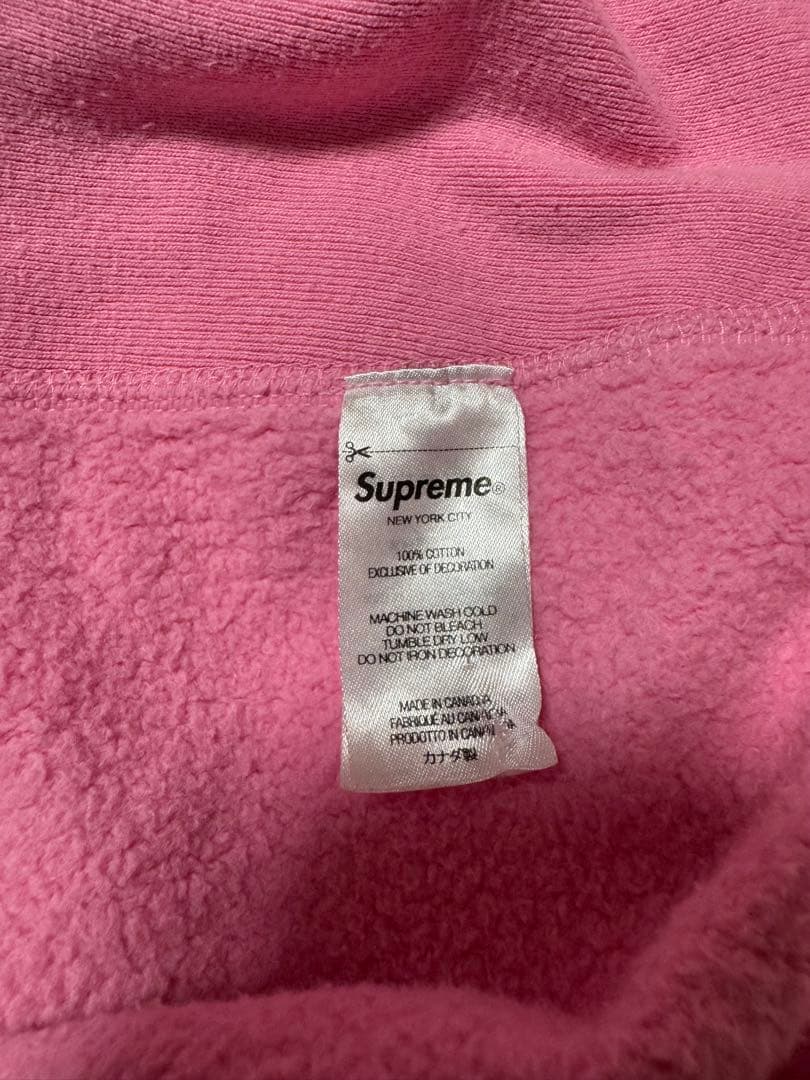 Supreme®
NEW YORK CITY
100% COTTON
EXCLUSIVE OF DECORATION
MACHINE WASH COLD
DO NOT BLEACH
TUMBLE DRY LOW
DO NOT IRON DECORATION
MADE IN CANADA
FABRIQUÉ AU CANADA
PRODOTTO IN CANADA
カナダ製